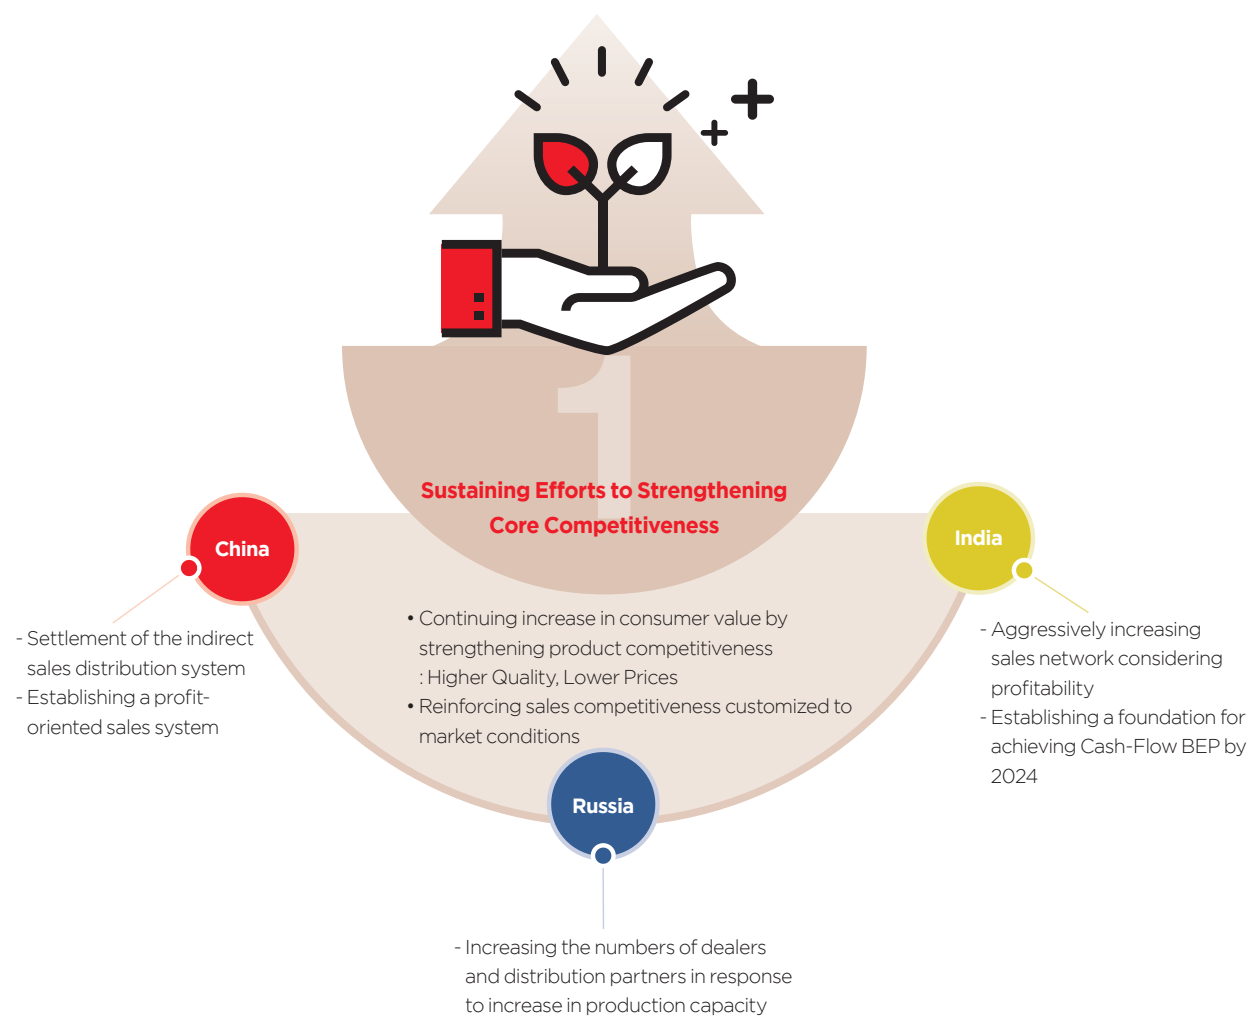 1
Sustaining Efforts to Strengthening
Core Competitiveness
China
- Settlement of the indirect
sales distribution system
- Establishing a profit-
oriented sales system
• Continuing increase in consumer value by
strengthening product competitiveness
: Higher Quality, Lower Prices
• Reinforcing sales competitiveness customized to
market conditions
India
- Aggressively increasing
sales network considering
profitability
- Establishing a foundation for
achieving Cash-Flow BEP by
2024
Russia
- Increasing the numbers of dealers
and distribution partners in response
to increase in production capacity